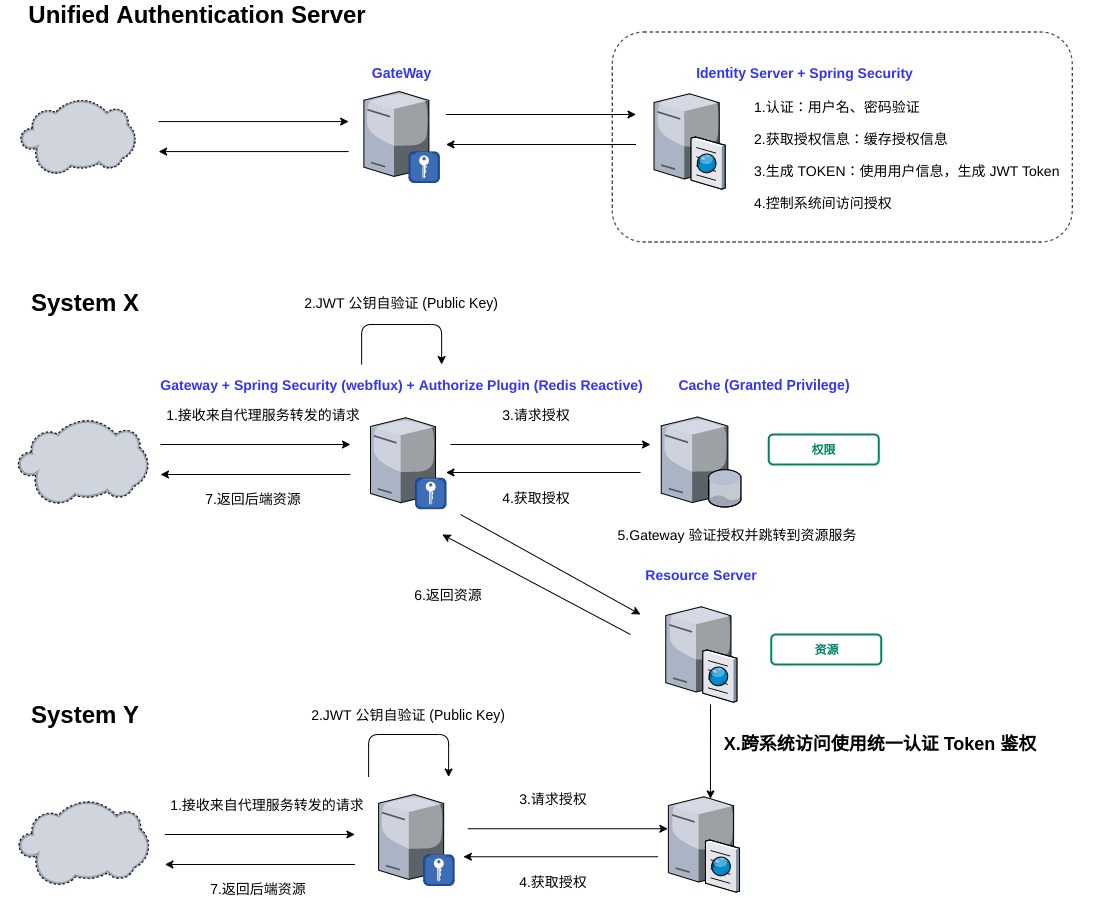 Unified Authentication Server
GateWay
Identity Server + Spring Security
1.认证：用户名、密码验证
2.获取授权信息：缓存授权信息
3.生成 TOKEN：使用用户信息，生成 JWT Token
4.控制系统间访问授权
System X
2.JWT 公钥自验证 (Public Key)
Gateway + Spring Security (webflux) + Authorize Plugin (Redis Reactive)
Cache (Granted Privilege)
1.接收来自代理服务转发的请求
3.请求授权
权限
7.返回后端资源
4.获取授权
5.Gateway 验证授权并跳转到资源服务
Resource Server
6.返回资源
资源
System Y
2.JWT 公钥自验证 (Public Key)
X.跨系统访问使用统一认证 Token 鉴权
1.接收来自代理服务转发的请求
3.请求授权
7.返回后端资源
4.获取授权